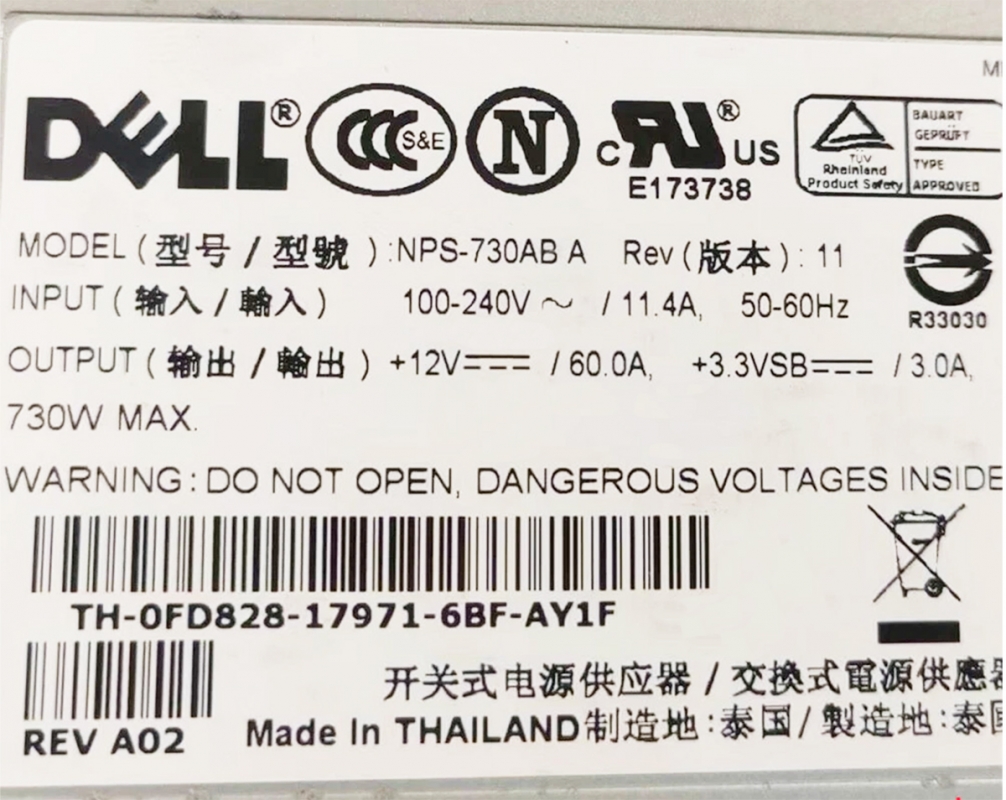 M
DELL® CCC S&E N C RU® US
E173738
TÜV Rheinland Product Safety
BAUART GEPRÜFT
TYPE APPROVED
MODEL (型号 / 型號 ) :NPS-730AB A Rev (版本) : 11
INPUT ( 输入 / 輸入 ) 100-240V ～ / 11.4A, 50-60Hz
R33030
OUTPUT ( 输出 / 輸出 ) +12V⎓ / 60.0A, +3.3VSB⎓ / 3.0A,
730W MAX.
WARNING : DO NOT OPEN, DANGEROUS VOLTAGES INSIDE
TH-0FD828-17971-6BF-AY1F
REV A02
开关式电源供应器 / 交换式電源供應器
Made In THAILAND 制造地 : 泰国 / 製造地: 泰